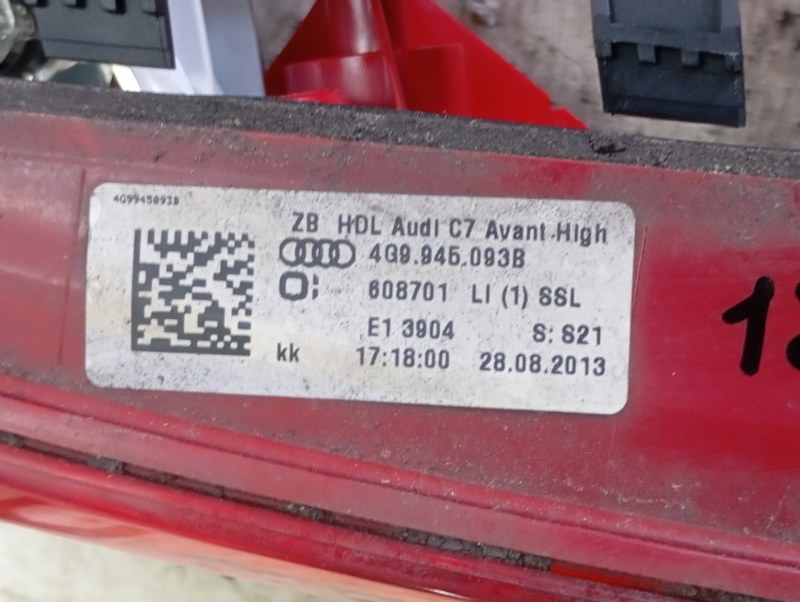 4G9945093B
ZB HDL Audi C7 Avant High
4G9.945.093B
608701 LI (1) SSL
E1 3904 S: S21
kk 17:18:00 28.08.2013